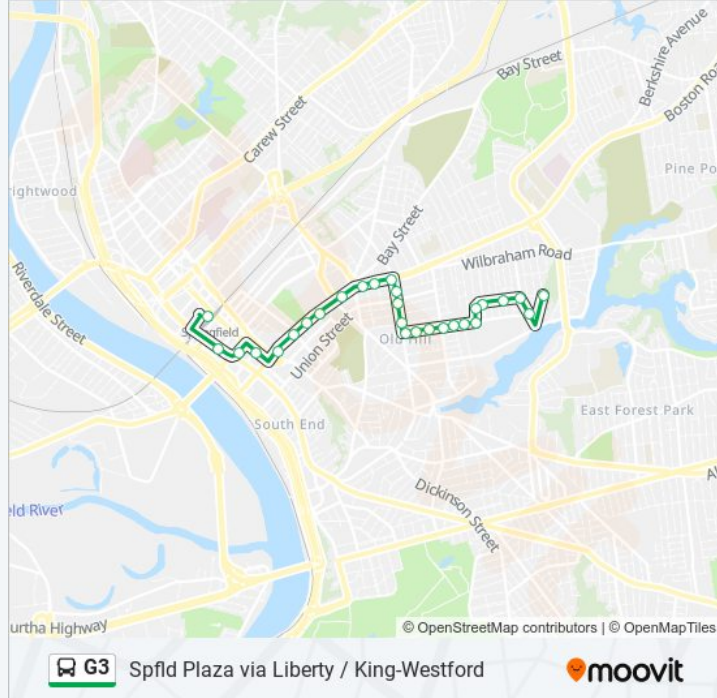 Bay Street
Berkshire Avenue
Boston Roa
Carew Street
Pine Po
rightwood
Bay Street
Wilbraham Road
Riverdale Street
Union Street
Old Hill
South End
East Forest Park
Dickinson Street
eld River
urtha Highway
© OpenStreetMap contributors | © OpenMapTiles
G3 Spfld Plaza via Liberty / King-Westford
moovit